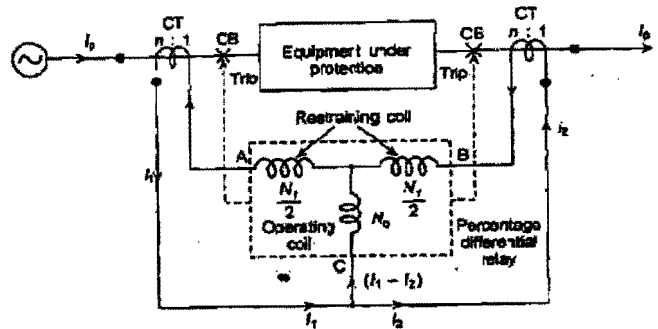 CT
n : 1
I_p
CB
Equipment under
protention
Trip
Trip
CB
CT
n : 1
I_p
Restraining coil
A
N_r/2
N_r/2
B
Operating
coil
N_o
C
(I_1 – I_2)
Percentage
differential
relay
I_1
i_2
I_1
I_2